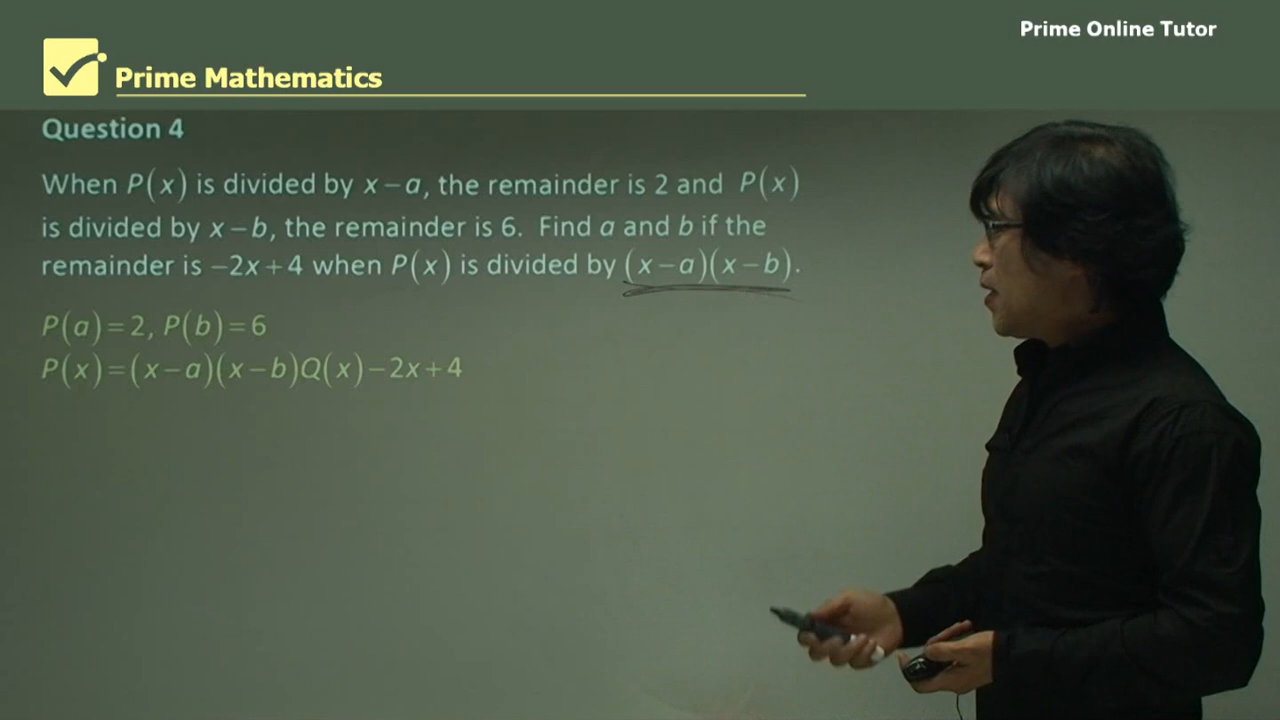 Prime Online Tutor
Prime Mathematics
Question 4
When P(x) is divided by x−a, the remainder is 2 and P(x)
is divided by x−b, the remainder is 6. Find a and b if the
remainder is −2x+4 when P(x) is divided by (x−a)(x−b).
P(a)=2, P(b)=6
P(x)=(x−a)(x−b)Q(x)−2x+4